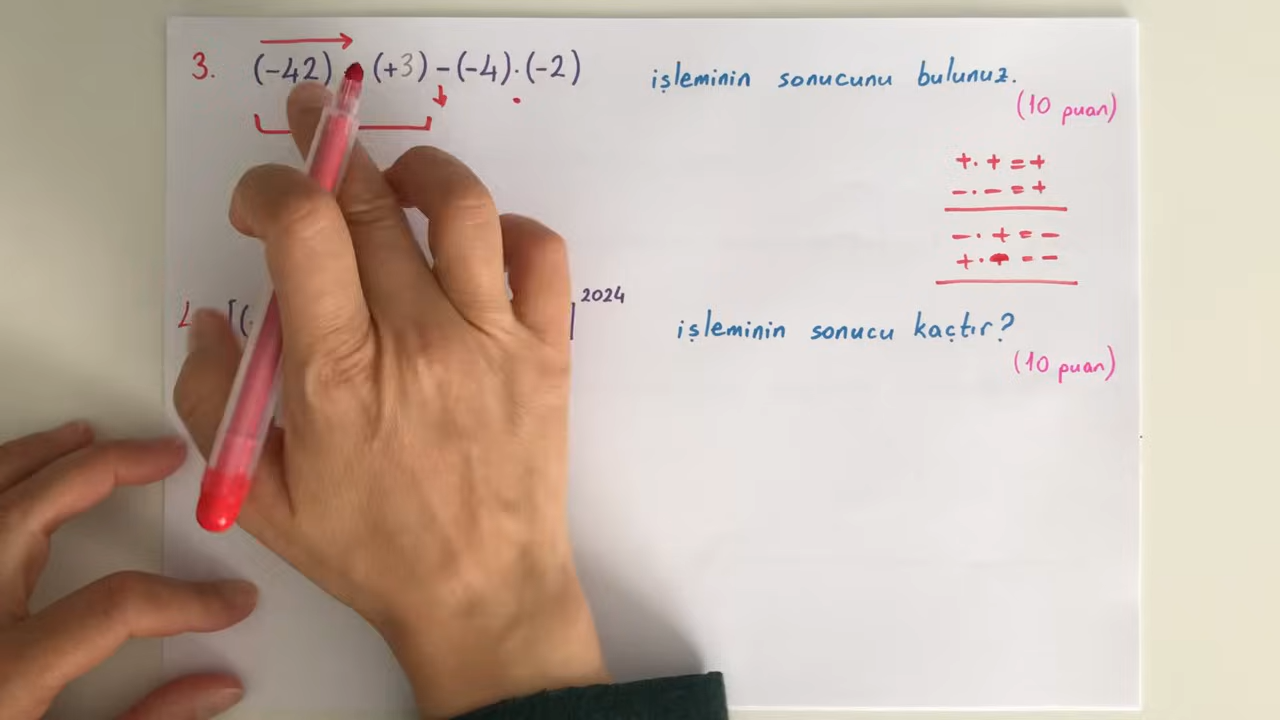 3. (-42) (+3) - (-4) . (-2) işleminin sonucunu bulunuz.
(10 puan)
+ . + = +
- . - = +
- . + = -
+ . - = -
[( ] 2024 işleminin sonucu kaçtır?
(10 puan)